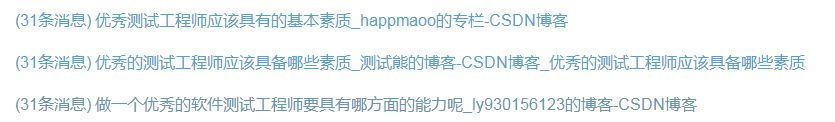 (31条消息) 优秀测试工程师应该具有的基本素质_happmaoo的专栏-CSDN博客
(31条消息) 优秀的测试工程师应该具备哪些素质_测试熊的博客-CSDN博客_优秀的测试工程师应该具备哪些素质
(31条消息) 做一个优秀的软件测试工程师要具有哪方面的能力呢_ly930156123的博客-CSDN博客